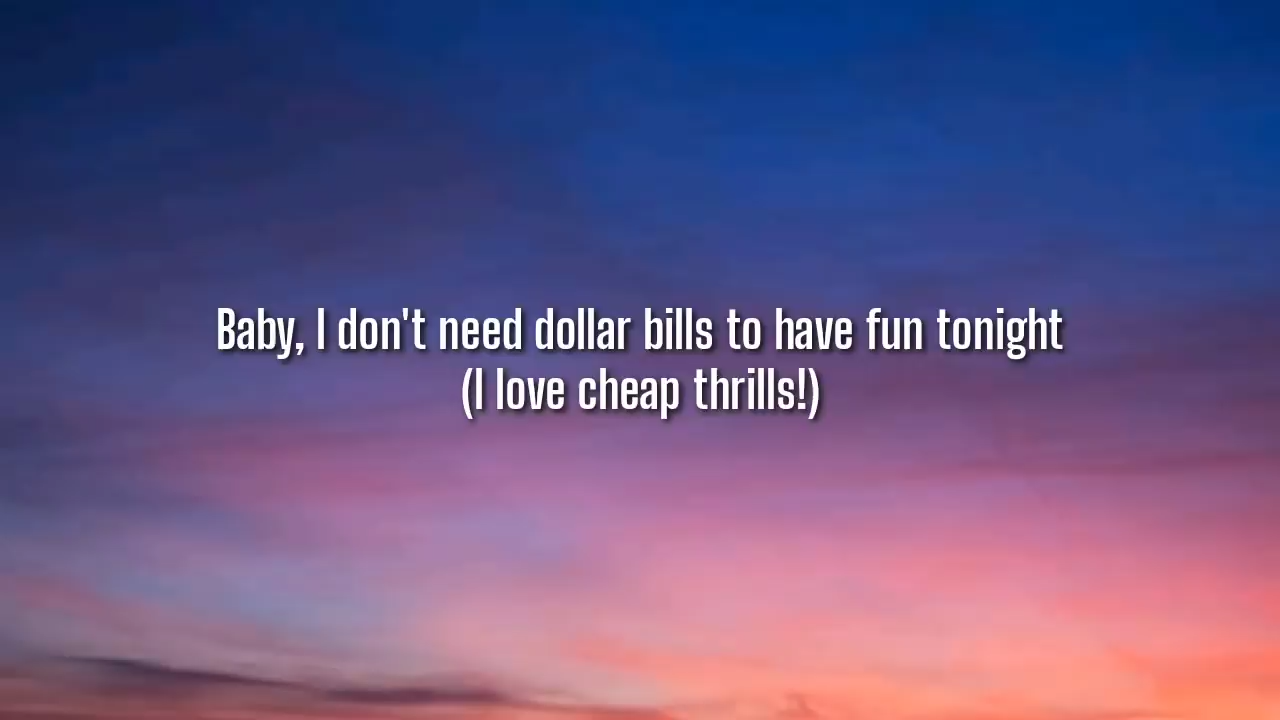 Baby, I don't need dollar bills to have fun tonight
(I love cheap thrills!)